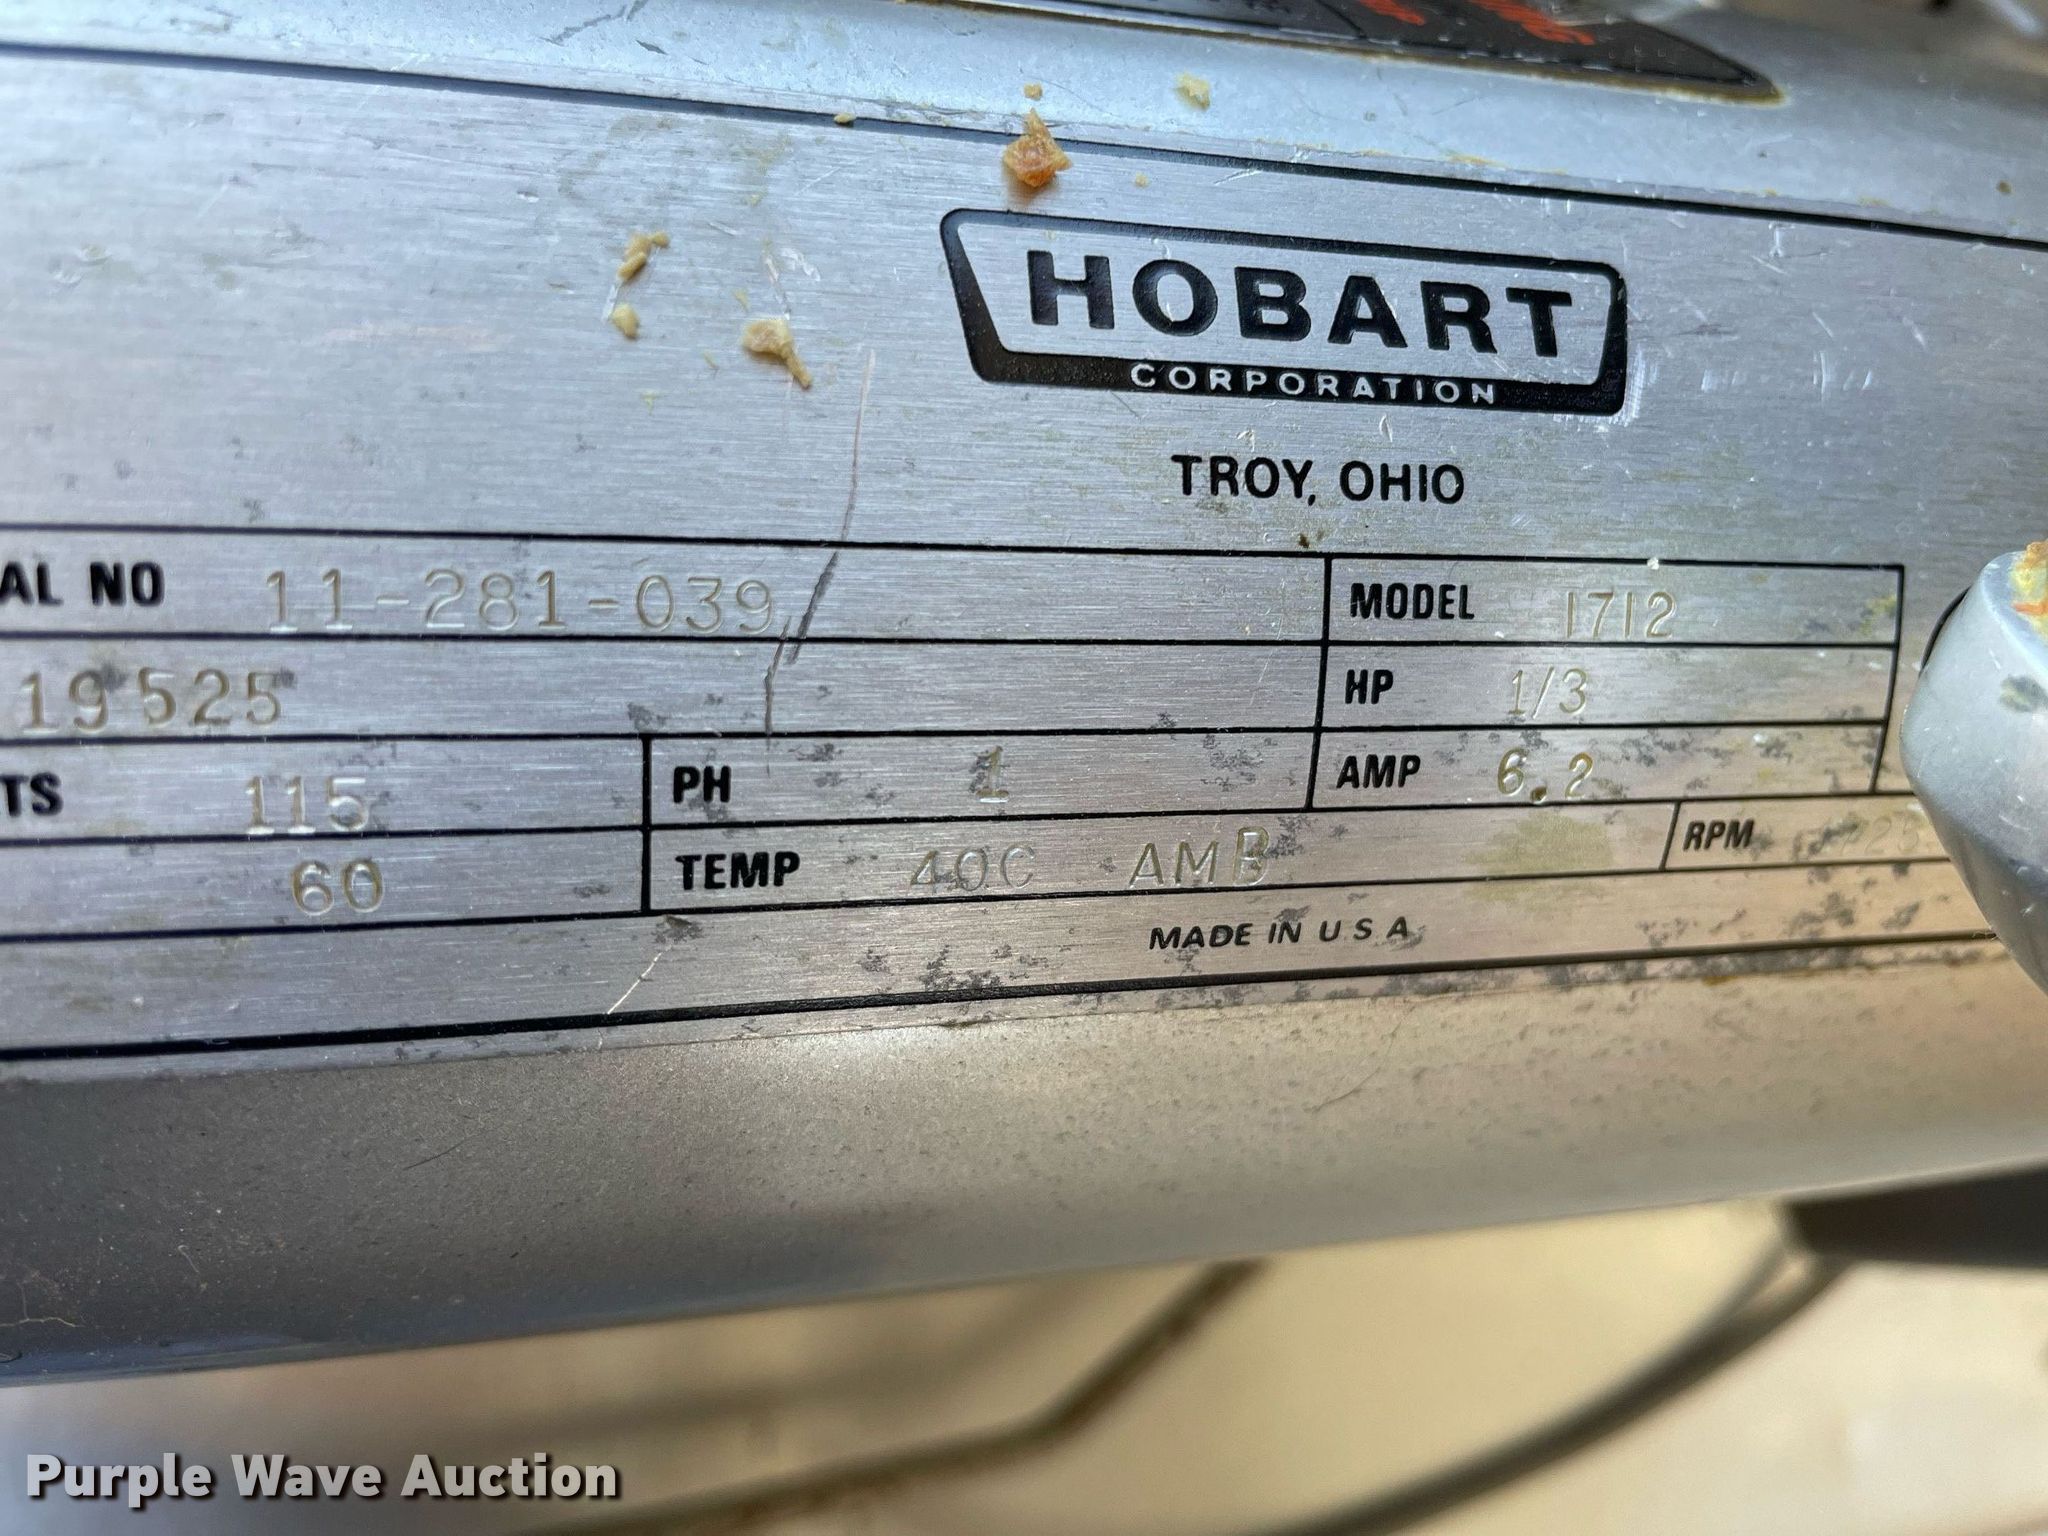 HOBART
CORPORATION
TROY, OHIO
AL NO 11-281-039 MODEL 1712
19525 HP 1/3
TS 115 PH 1 AMP 6.2
60 TEMP 40C AMB RPM
MADE IN U S A
Purple Wave Auction